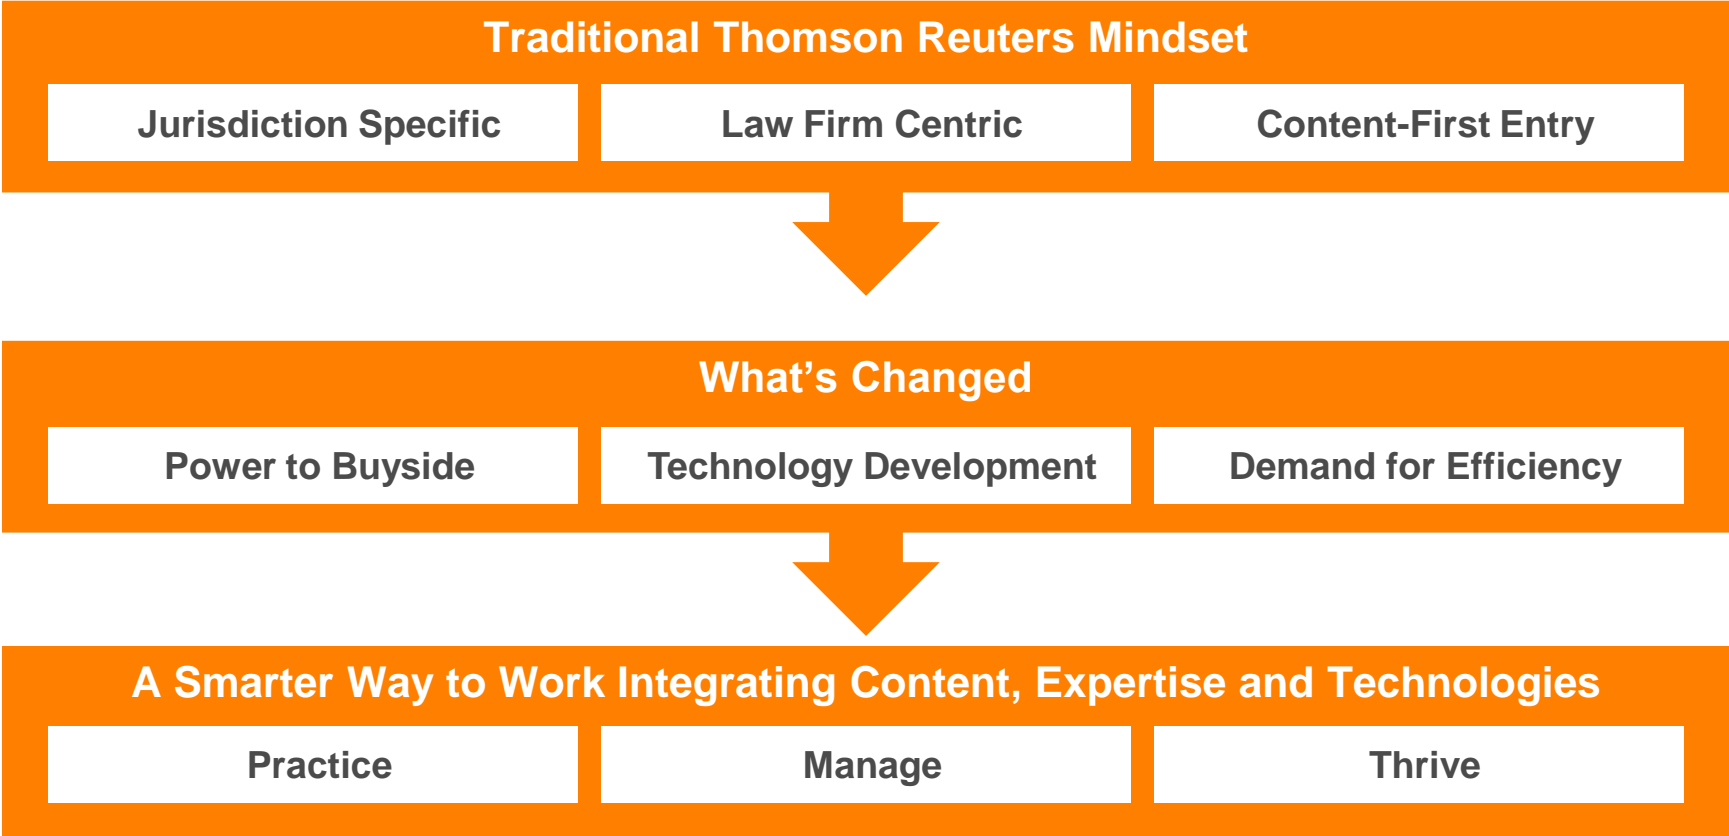 Traditional Thomson Reuters Mindset
Jurisdiction Specific
Law Firm Centric
Content-First Entry
What’s Changed
Power to Buyside
Technology Development
Demand for Efficiency
A Smarter Way to Work Integrating Content, Expertise and Technologies
Practice
Manage
Thrive